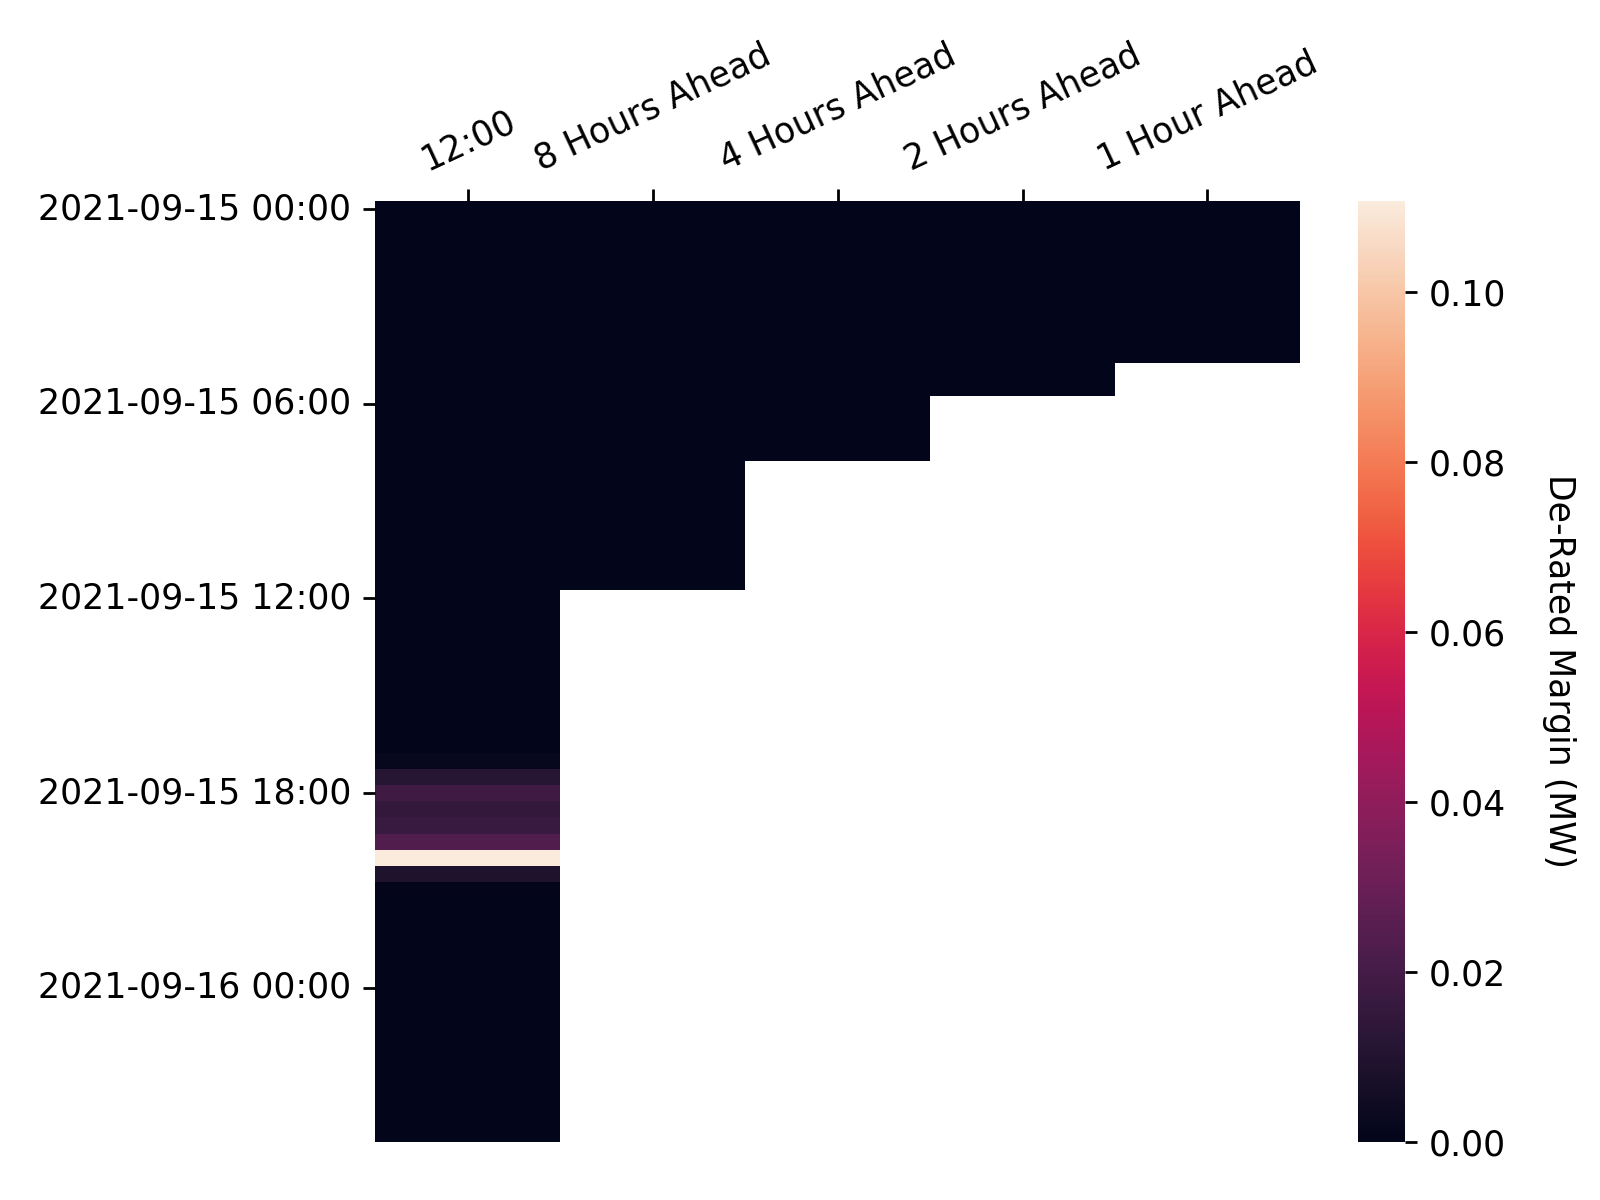 12:00
8 Hours Ahead
4 Hours Ahead
2 Hours Ahead
1 Hour Ahead
2021-09-15 00:00
2021-09-15 06:00
2021-09-15 12:00
2021-09-15 18:00
2021-09-16 00:00
0.10
0.08
0.06
0.04
0.02
0.00
De-Rated Margin (MW)